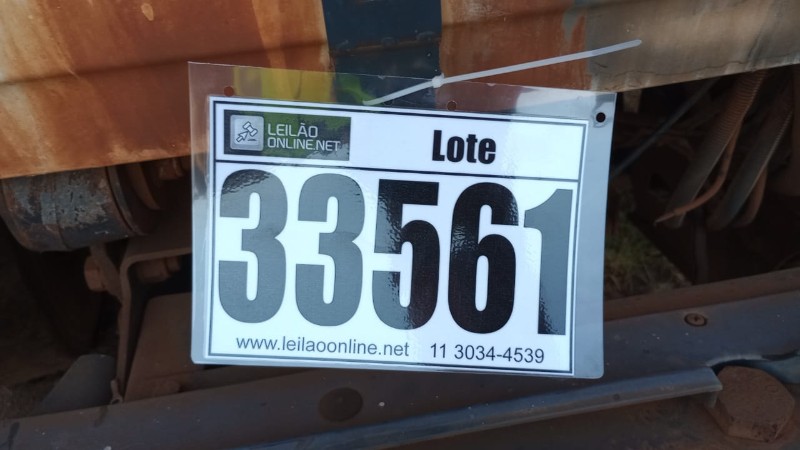 LEILÃO
ONLINE.NET
Lote
33561
www.leilaoonline.net 11 3034-4539